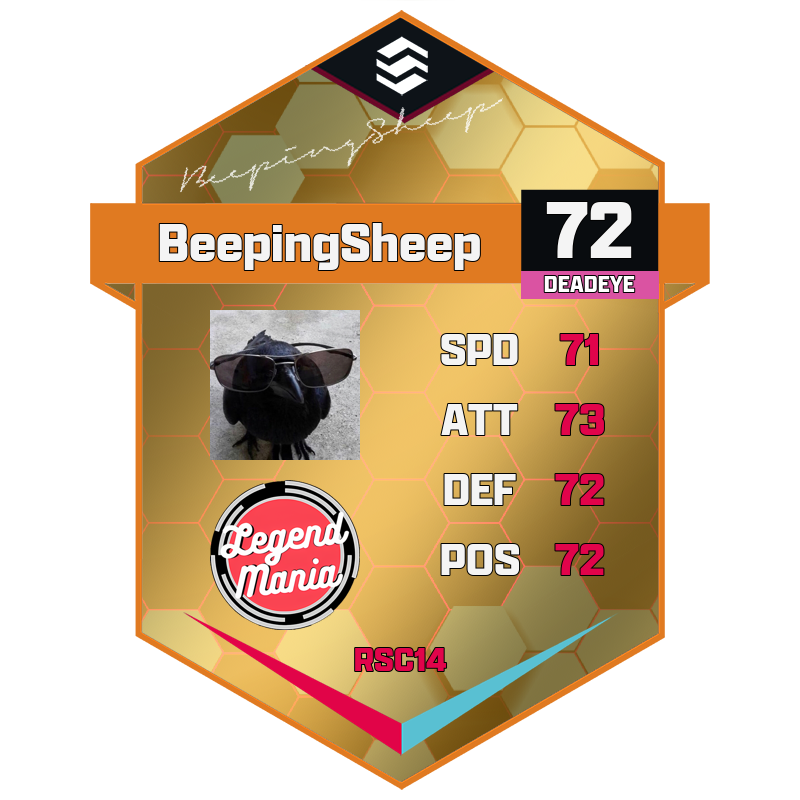 BeepingSheep
BeepingSheep
72
DEADEYE
SPD 71
ATT 73
DEF 72
POS 72
Legend
Mania
RSC14